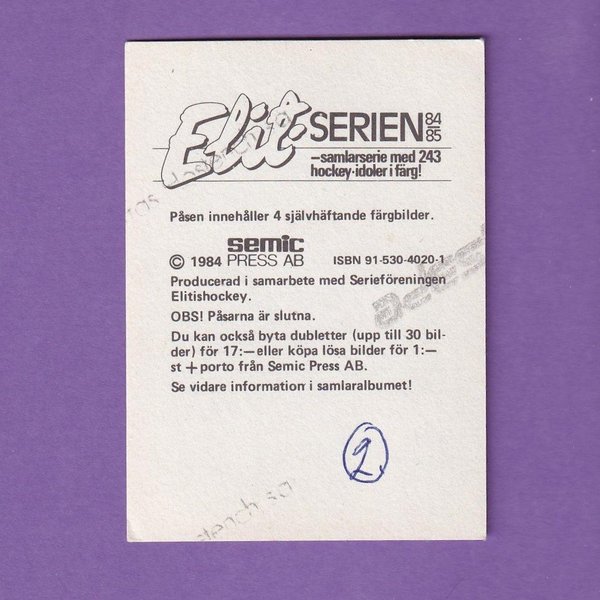 Elit-SERIEN 84/85
–samlarserie med 243
hockey-idoler i färg!
Påsen innehåller 4 självhäftande färgbilder.
semic
© 1984 PRESS AB ISBN 91-530-4020-1
Producerad i samarbete med Serieföreningen
Elitishockey.
OBS! Påsarna är slutna.
Du kan också byta dubletter (upp till 30 bil-
der) för 17:— eller köpa lösa bilder för 1:—
st + porto från Semic Press AB.
Se vidare information i samlaralbumet!
2